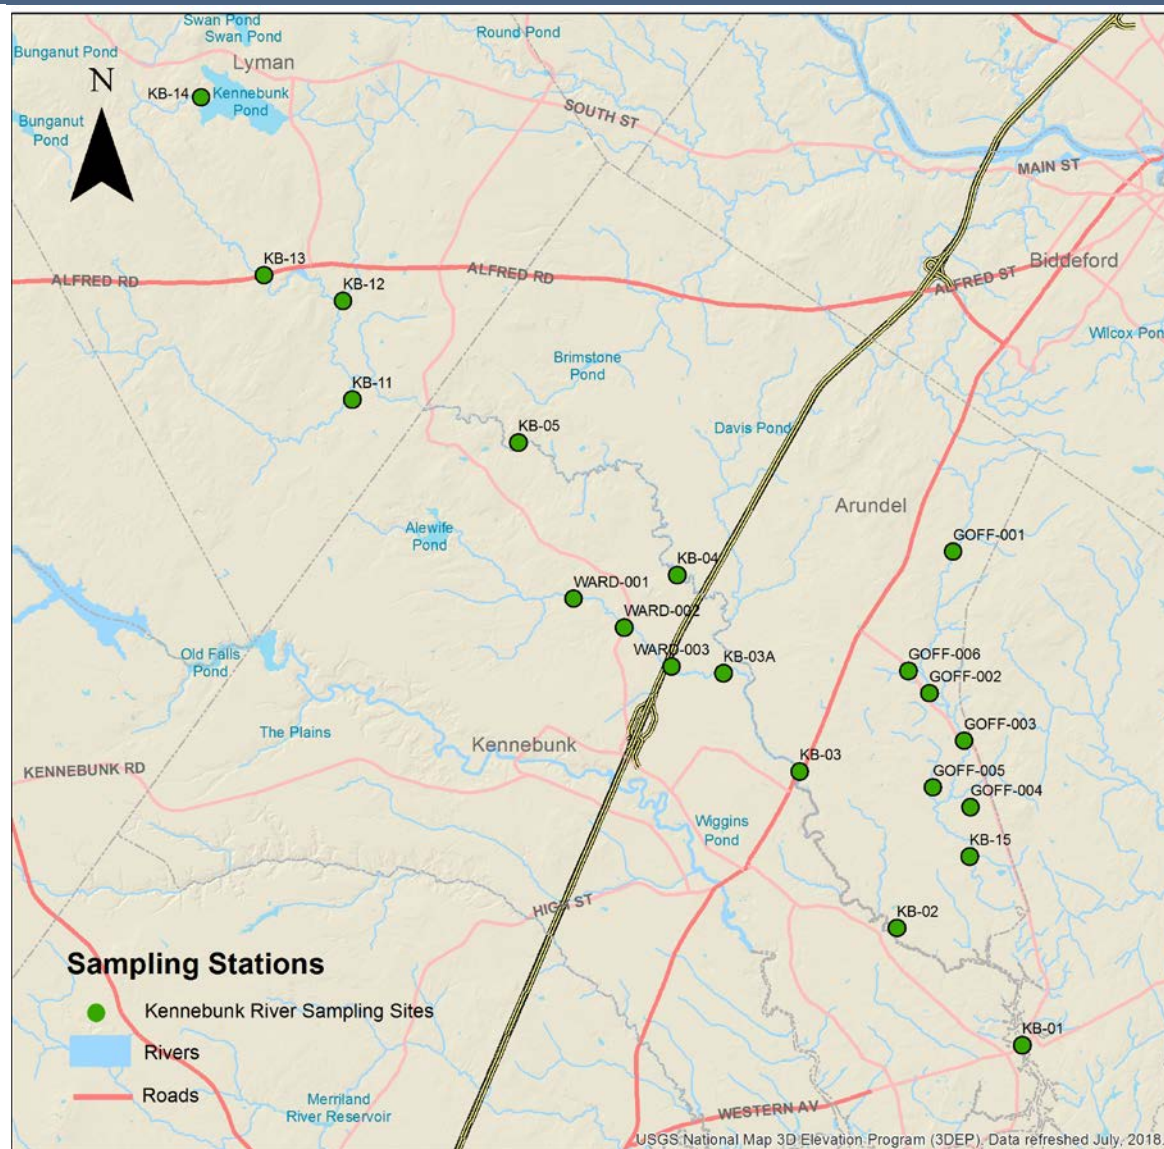 Swan Pond
Swan Pond
Round Pond
Bunganut Pond
Lyman
N
KB-14
Kennebunk
Pond
Bunganut
Pond
SOUTH ST
MAIN ST
KB-13
ALFRED RD
ALFRED RD
KB-12
ALFRED ST
Biddeford
Wilcox Pon
Brimstone
Pond
KB-11
KB-05
Davis Pond
Arundel
Alewife
Pond
GOFF-001
KB-04
WARD-001
WARD-002
WARD-003
KB-03A
Old Falls
Pond
GOFF-006
GOFF-002
The Plains
Kennebunk
GOFF-003
KENNEBUNK RD
KB-03
GOFF-005
GOFF-004
Wiggins
Pond
KB-15
HIGH ST
KB-02
Sampling Stations
Kennebunk River Sampling Sites
Rivers
Roads
KB-01
Merriland
River Reservoir
WESTERN AV
USGS National Map 3D Elevation Program (3DEP). Data refreshed July, 2018.